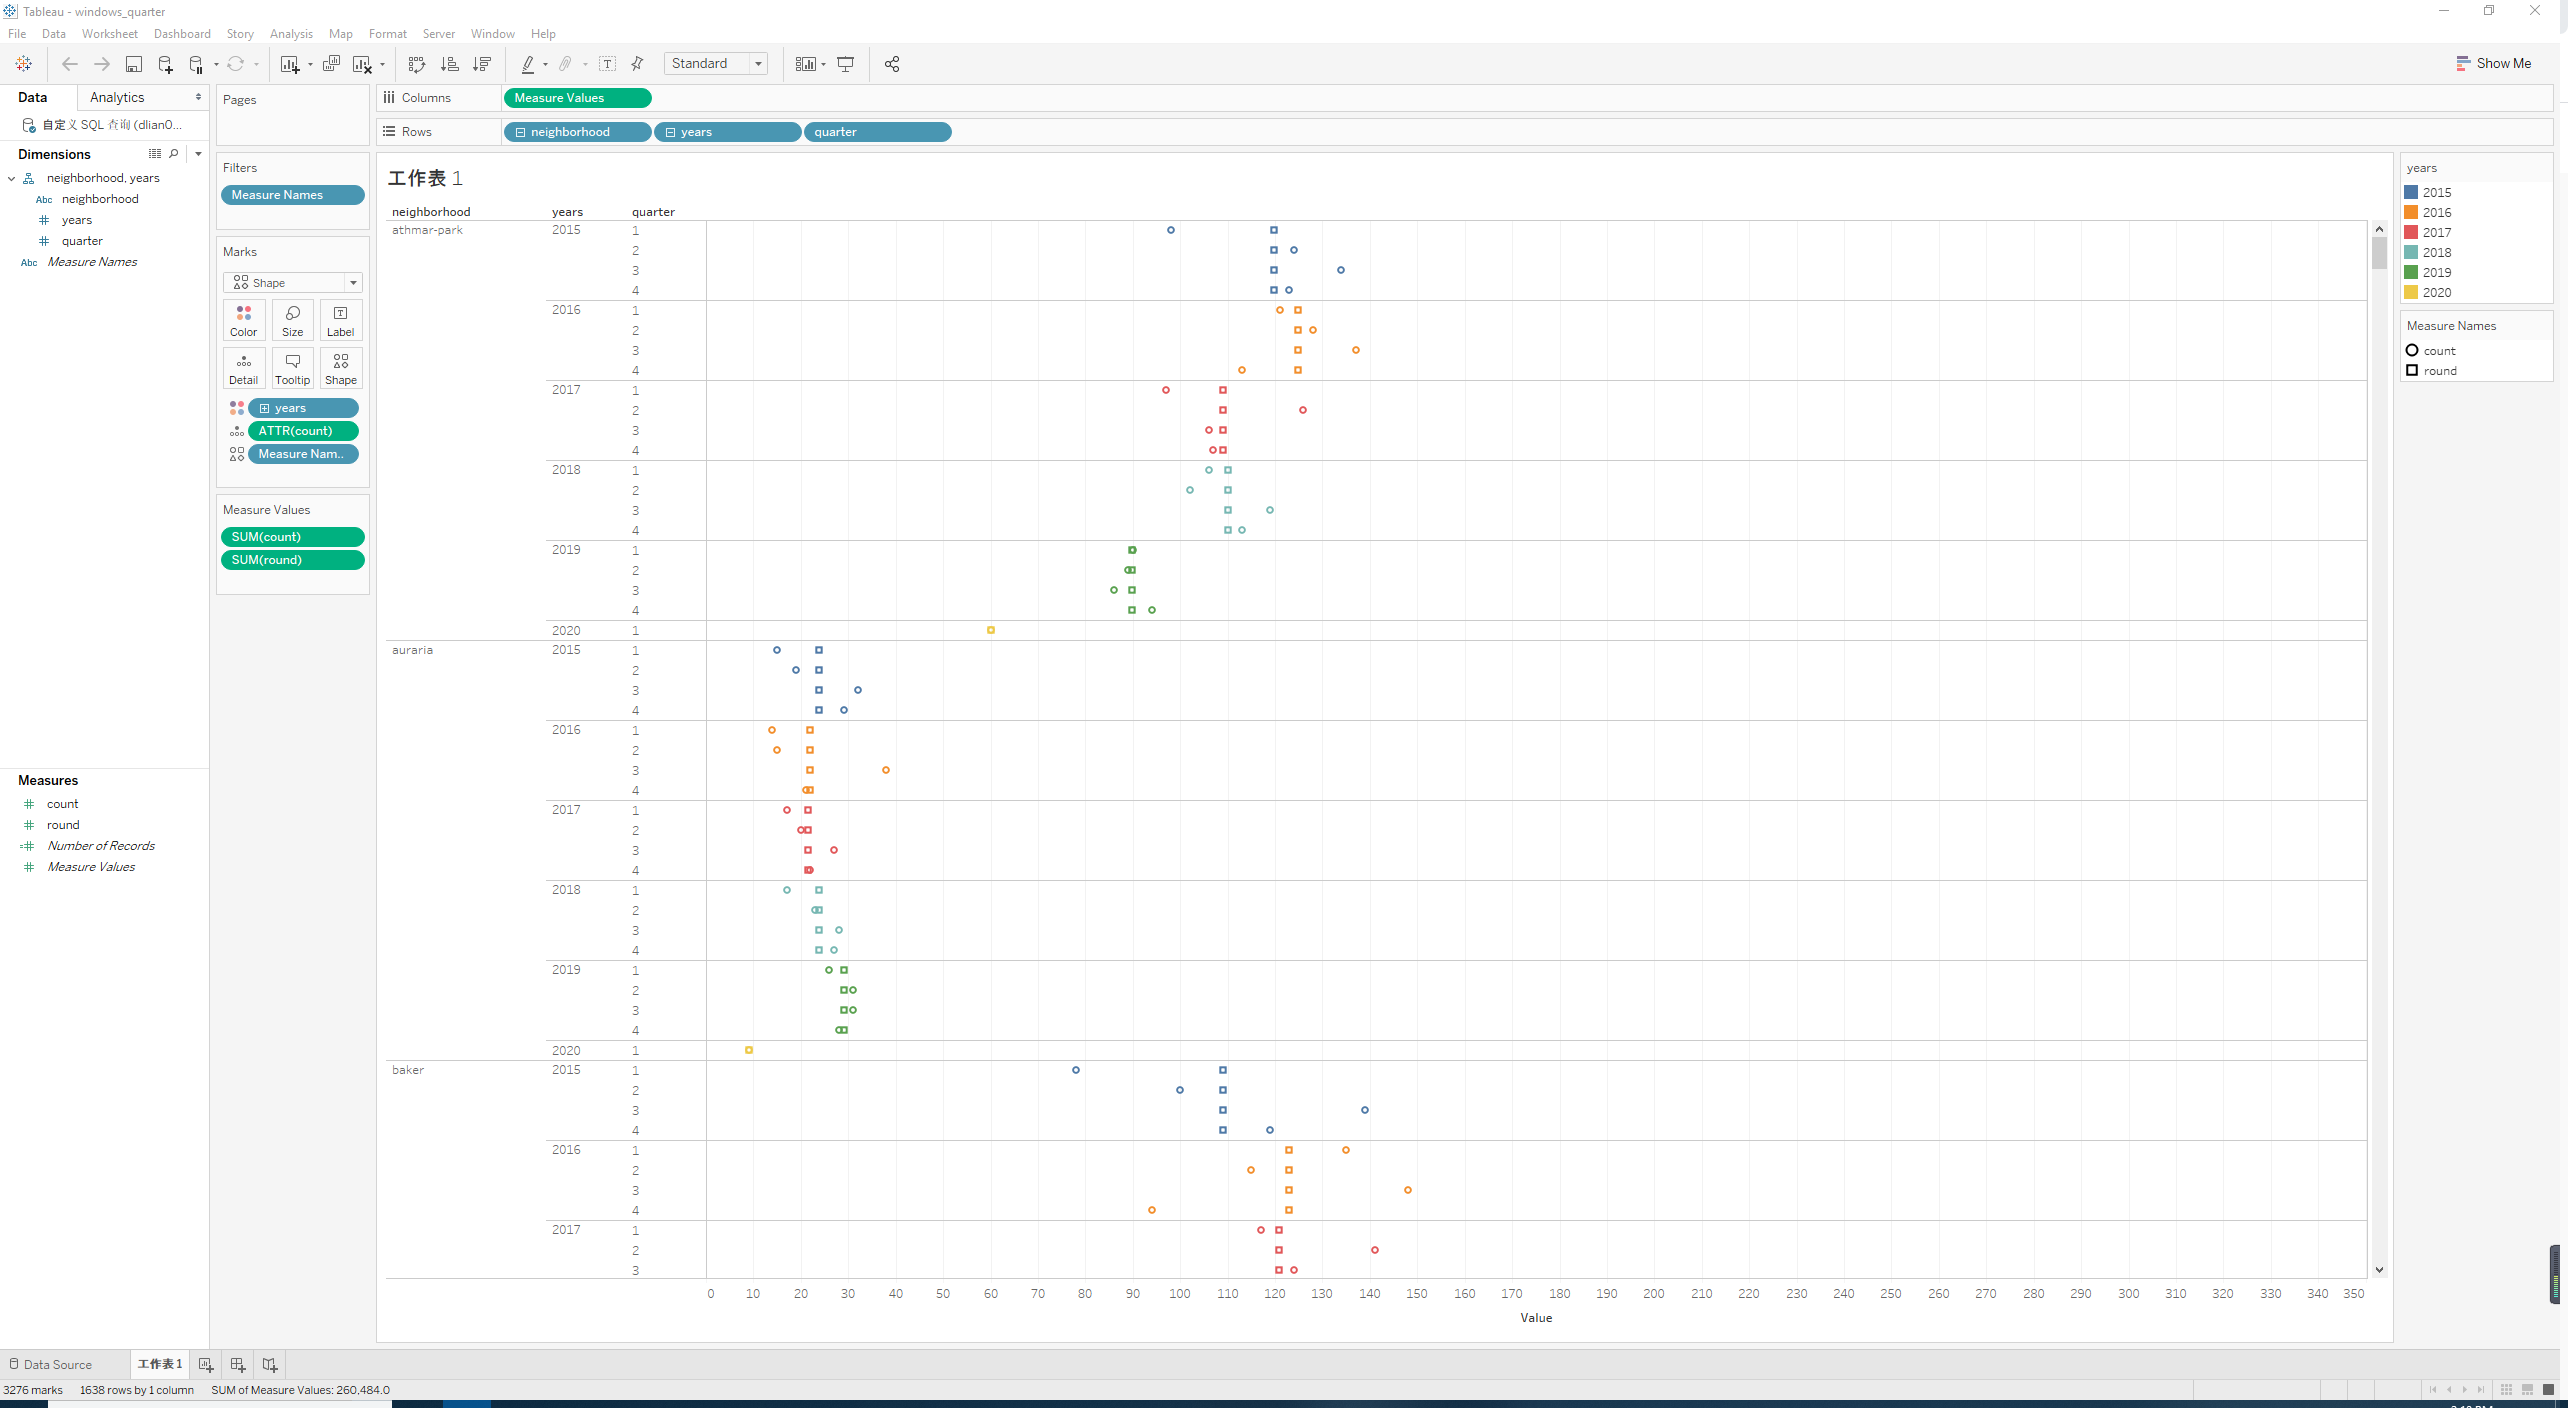 Tableau - windows_quarter
File Data Worksheet Dashboard Story Analysis Map Format Server Window Help
Standard
Show Me
Data Analytics
自定义 SQL 查询 (dlian0...
Dimensions
neighborhood, years
Abc neighborhood
years
quarter
Abc Measure Names
Measures
count
round
Number of Records
Measure Values
Pages
Filters
Measure Names
Marks
Shape
Color Size Label
Detail Tooltip Shape
years
ATTR(count)
Measure Nam..
Measure Values
SUM(count)
SUM(round)
Columns Measure Values
Rows neighborhood years quarter
工作表 1
neighborhood years quarter
athmar-park 2015 1
2
3
4
2016 1
2
3
4
2017 1
2
3
4
2018 1
2
3
4
2019 1
2
3
4
2020 1
auraria 2015 1
2
3
4
2016 1
2
3
4
2017 1
2
3
4
2018 1
2
3
4
2019 1
2
3
4
2020 1
baker 2015 1
2
3
4
2016 1
2
3
4
2017 1
2
3
0 10 20 30 40 50 60 70 80 90 100 110 120 130 140 150 160 170 180 190 200 210 220 230 240 250 260 270 280 290 300 310 320 330 340 350
Value
years
2015
2016
2017
2018
2019
2020
Measure Names
count
round
Data Source 工作表 1
3276 marks 1638 rows by 1 column SUM of Measure Values: 260,484.0